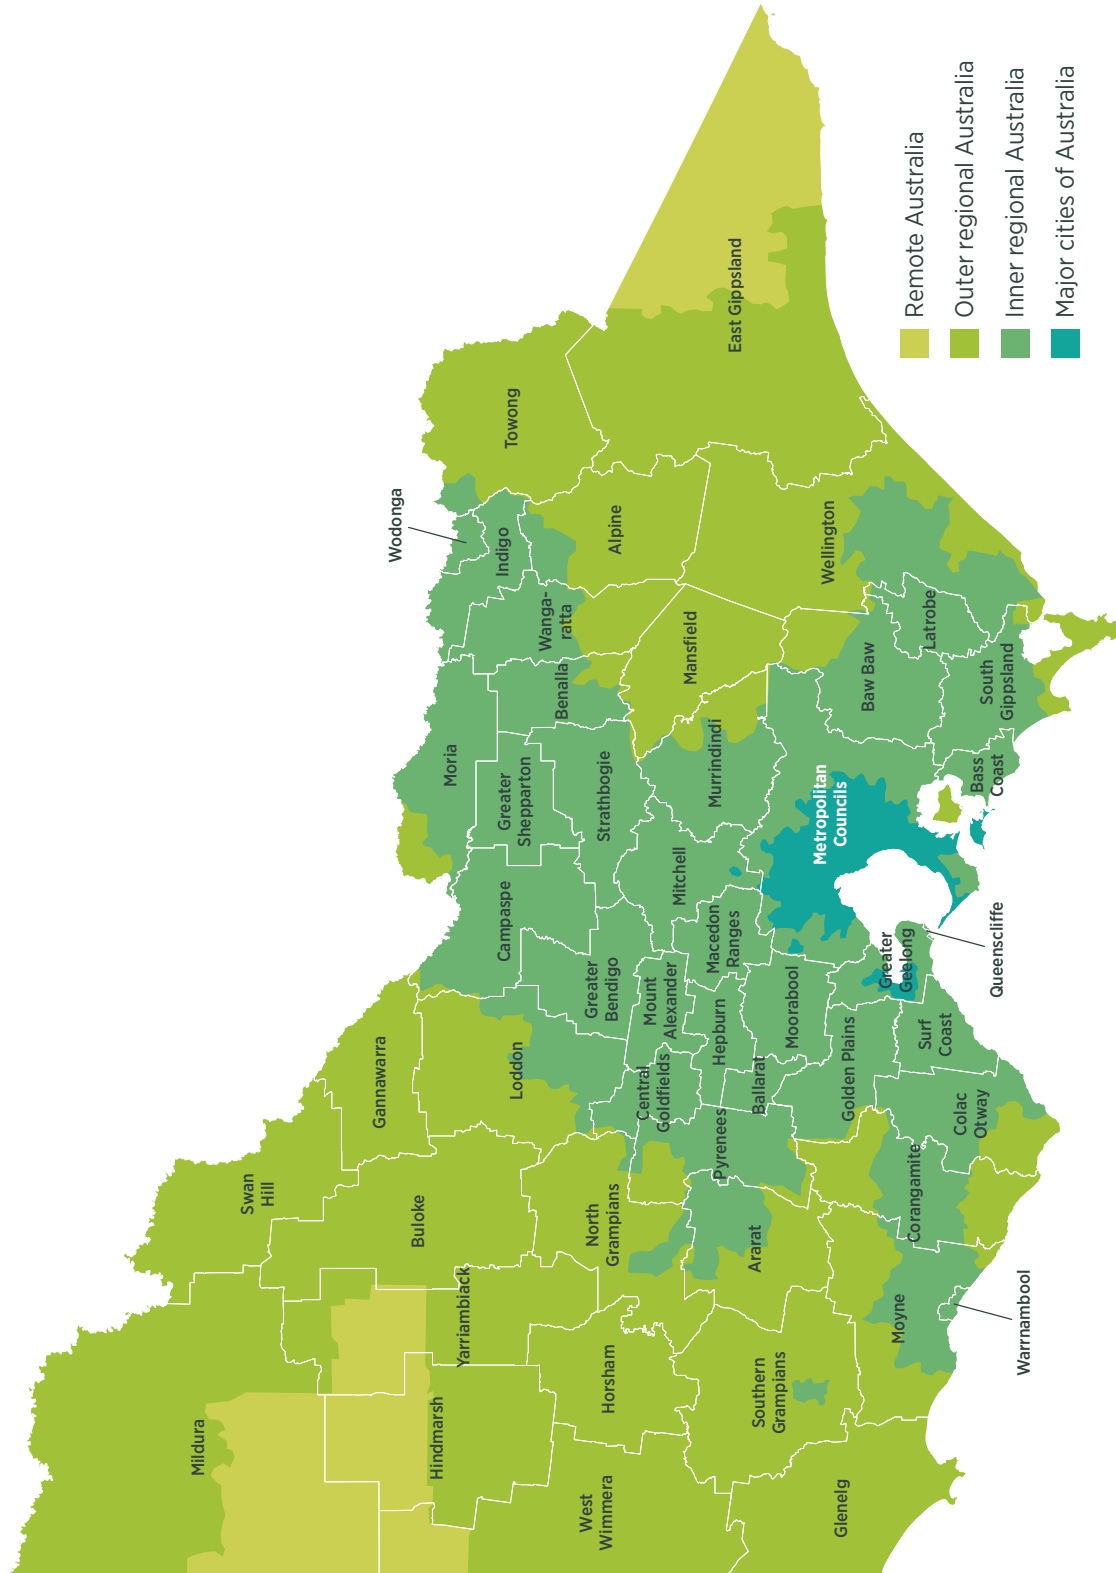 Mildura
Swan
Hill
Gannawarra
Buloke
Yarriambiack
Hindmarsh
West
Wimmera
Horsham
North
Grampians
Loddon
Campaspe
Moria
Wodonga
Indigo
Towong
Wanga-
ratta
Benalla
Greater
Shepparton
Strathbogie
Greater
Bendigo
Mount
Alexander
Central
Goldfields
Mitchell
Macedon
Ranges
Hepburn
Pyrenees
Ararat
Southern
Grampians
Glenelg
Moyne
Warrnambool
Corangamite
Colac
Otway
Golden Plains
Ballarat
Moorabool
Surf
Coast
Greater
Geelong
Queenscliffe
Metropolitan
Councils
Murrindindi
Mansfield
Alpine
East Gippsland
Wellington
Latrobe
Baw Baw
South
Gippsland
Bass
Coast
Remote Australia
Outer regional Australia
Inner regional Australia
Major cities of Australia